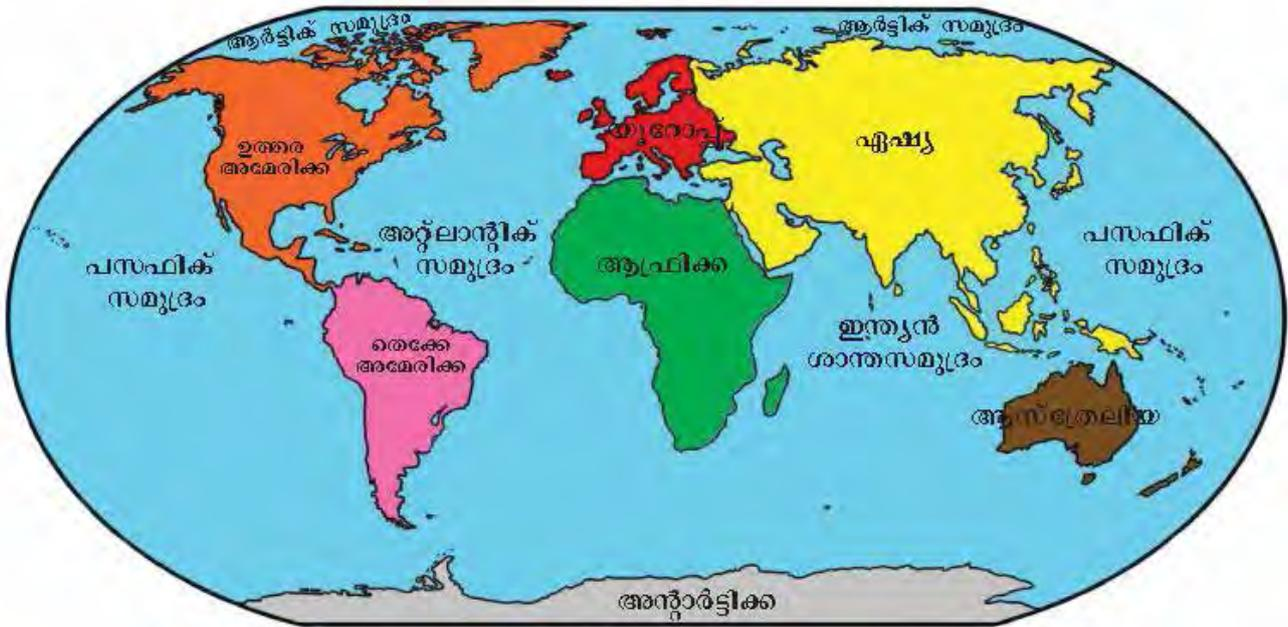 ആർട്ടിക് സമുദ്രം
ആർട്ടിക് സമുദ്രം
യൂറോപ്പ്
ഏഷ്യ
ഉത്തര
അമേരിക്ക
അറ്റ്ലാന്റിക്
സമുദ്രം
പസഫിക്
സമുദ്രം
പസഫിക്
സമുദ്രം
ആഫ്രിക്ക
ഇന്ത്യൻ
ശാന്തസമുദ്രം
തെക്കേ
അമേരിക്ക
ആസ്ത്രേലിയ
അന്റാർട്ടിക്ക